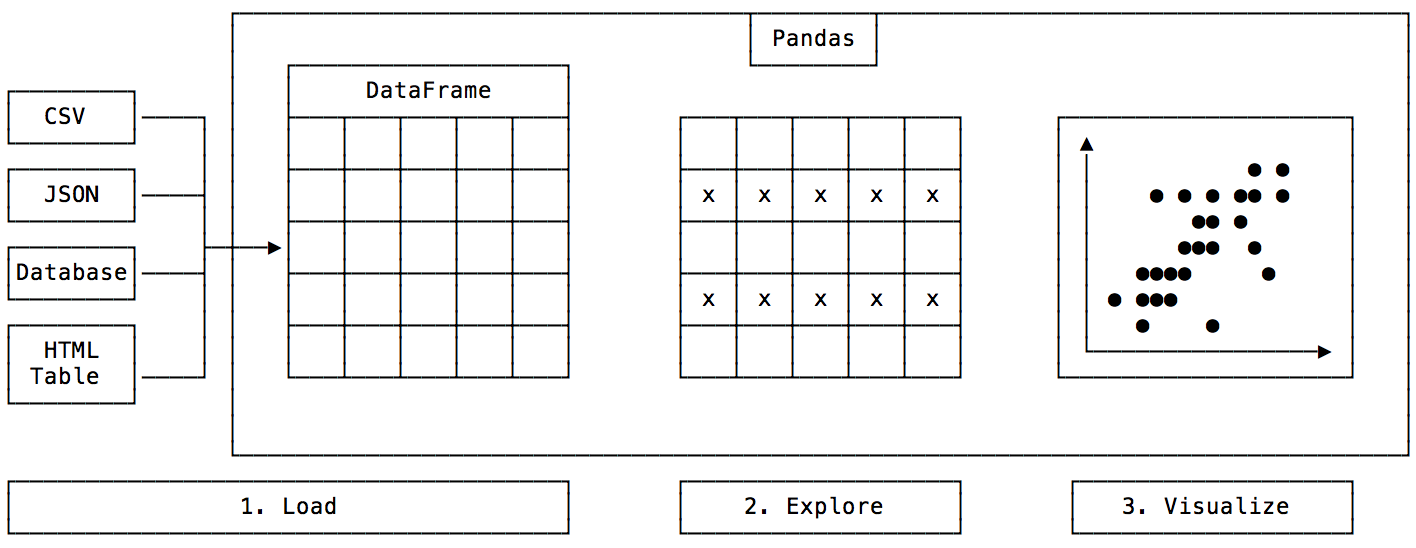 Pandas
DataFrame
CSV
JSON
Database
HTML
Table
x x x x x
x x x x x
1. Load
2. Explore
3. Visualize